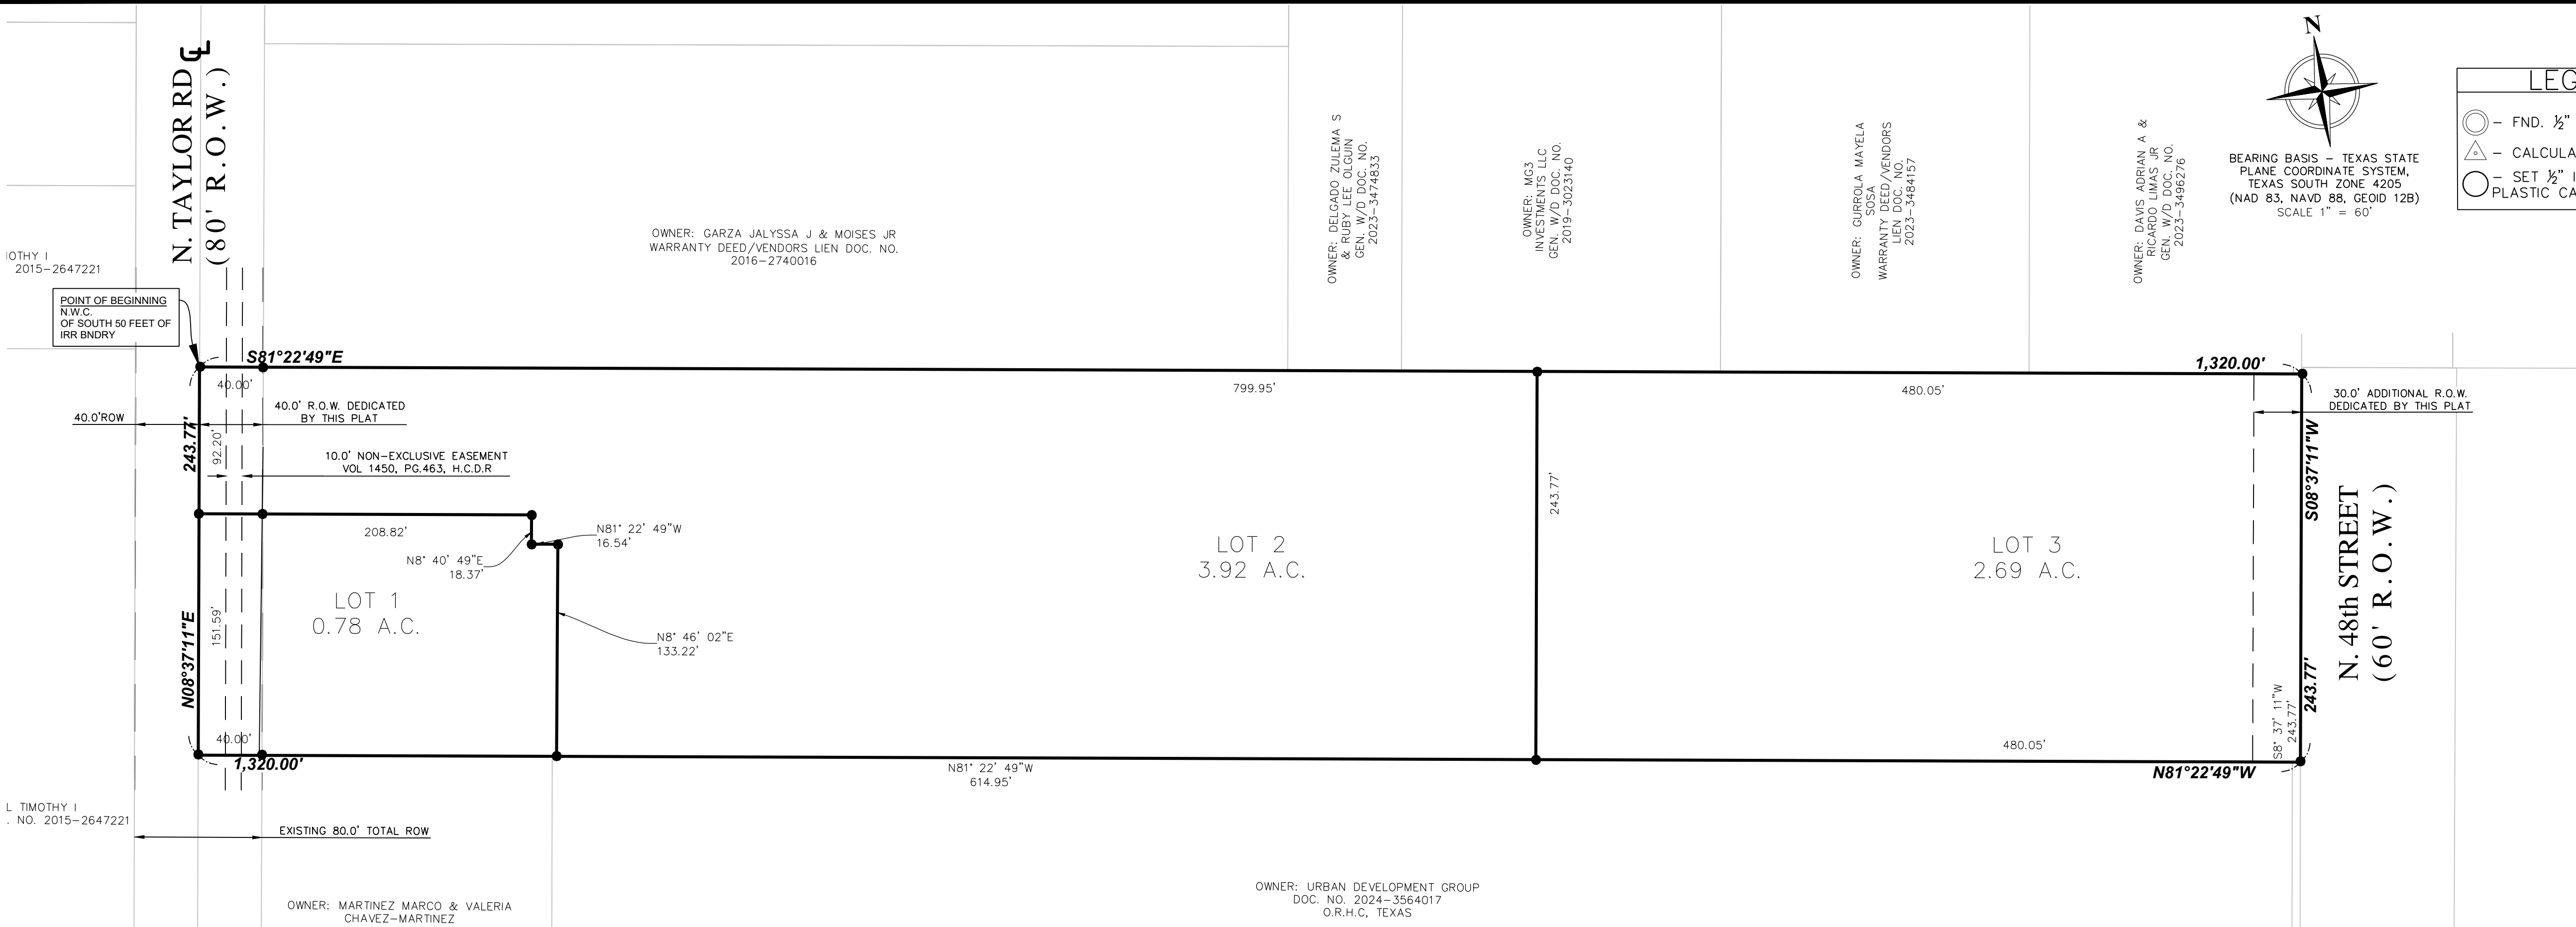 N. TAYLOR RD ℄
(80' R.O.W.)
OWNER: GARZA JALYSSA J & MOISES JR
WARRANTY DEED/VENDORS LIEN DOC. NO.
2016-2740016
OWNER: DELGADO ZULEMA S
& RUBY LEE OLGUIN
GEN. W/D DOC. NO.
2023-3474833
OWNER: MG3
INVESTMENTS LLC
GEN. W/D DOC. NO.
2019-3023140
OWNER: GURROLA MAYELA
SOSA
WARRANTY DEED/VENDORS
LIEN DOC. NO.
2023-3484157
OWNER: DAVIS ADRIAN A &
RICARDO LIMAS JR
GEN. W/D DOC. NO.
2023-3496276
N
BEARING BASIS - TEXAS STATE
PLANE COORDINATE SYSTEM,
TEXAS SOUTH ZONE 4205
(NAD 83, NAVD 88, GEOID 12B)
SCALE 1" = 60'
LEG
- FND. ½"
- CALCULA
- SET ½" I
PLASTIC CA
IOTHY I
2015-2647221
POINT OF BEGINNING
N.W.C.
OF SOUTH 50 FEET OF
IRR BNDRY
S81°22'49"E
40.00'
799.95'
480.05'
1,320.00'
30.0' ADDITIONAL R.O.W.
DEDICATED BY THIS PLAT
40.0'ROW
40.0' R.O.W. DEDICATED
BY THIS PLAT
243.77'
92.20'
10.0' NON-EXCLUSIVE EASEMENT
VOL 1450, PG.463, H.C.D.R
243.77'
S08°37'11"W
208.82'
N81° 22' 49"W
16.54'
N8° 40' 49"E
18.37'
LOT 1
0.78 A.C.
LOT 2
3.92 A.C.
LOT 3
2.69 A.C.
N. 48th STREET
(60' R.O.W.)
N08°37'11"E
151.59'
N8° 46' 02"E
133.22'
S8° 37' 11"W
243.77'
243.77'
40.00'
1,320.00'
N81° 22' 49"W
614.95'
480.05'
N81°22'49"W
L TIMOTHY I
. NO. 2015-2647221
EXISTING 80.0' TOTAL ROW
OWNER: MARTINEZ MARCO & VALERIA
CHAVEZ-MARTINEZ
OWNER: URBAN DEVELOPMENT GROUP
DOC. NO. 2024-3564017
O.R.H.C, TEXAS